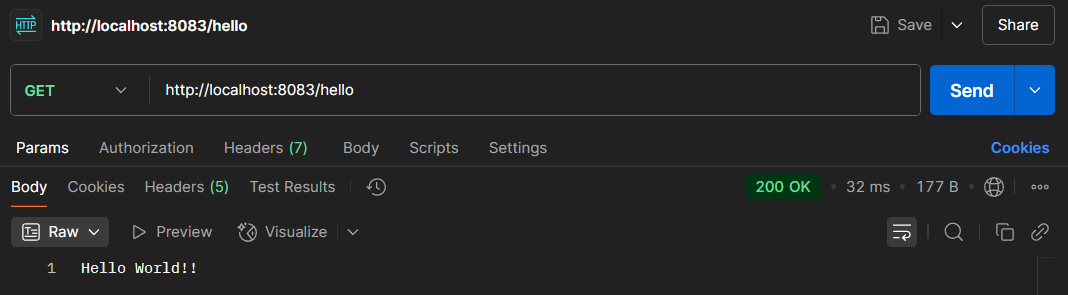 HTTP http://localhost:8083/hello Save Share
GET http://localhost:8083/hello Send
Params Authorization Headers (7) Body Scripts Settings Cookies
Body Cookies Headers (5) Test Results 200 OK • 32 ms • 177 B •
Raw Preview Visualize
1 Hello World!!